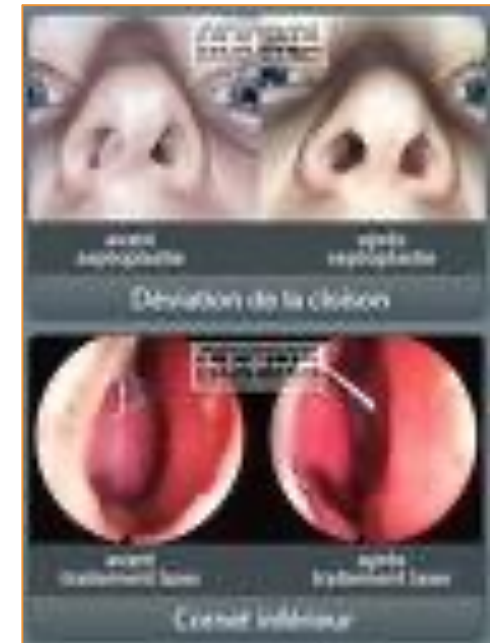 avant
septoplastie
après
septoplastie
Déviation de la cloison
avant
traitement laser
après
traitement laser
Cornet inférieur